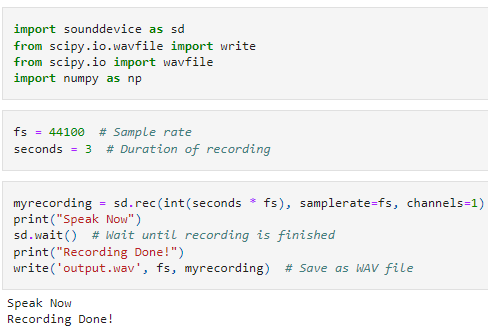 import sounddevice as sd
from scipy.io.wavfile import write
from scipy.io import wavfile
import numpy as np
fs = 44100  # Sample rate
seconds = 3  # Duration of recording
myrecording = sd.rec(int(seconds * fs), samplerate=fs, channels=1)
print("Speak Now")
sd.wait()  # Wait until recording is finished
print("Recording Done!")
write('output.wav', fs, myrecording)  # Save as WAV file
Speak Now
Recording Done!